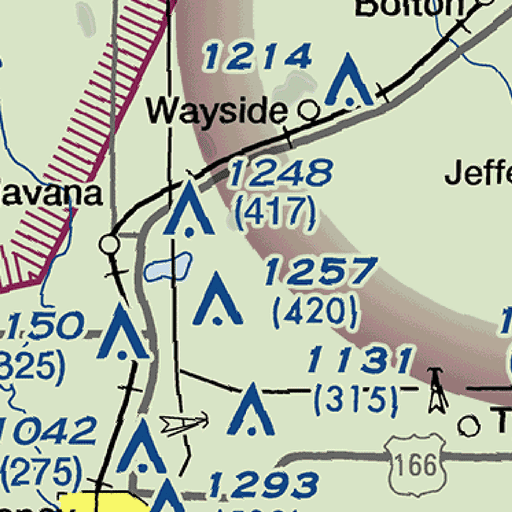 Bolton
1214
Wayside
1248
(417)
Jeffe
avana
1257
(420)
150
325)
1131
(315)
1042
(275)
166
T
1293